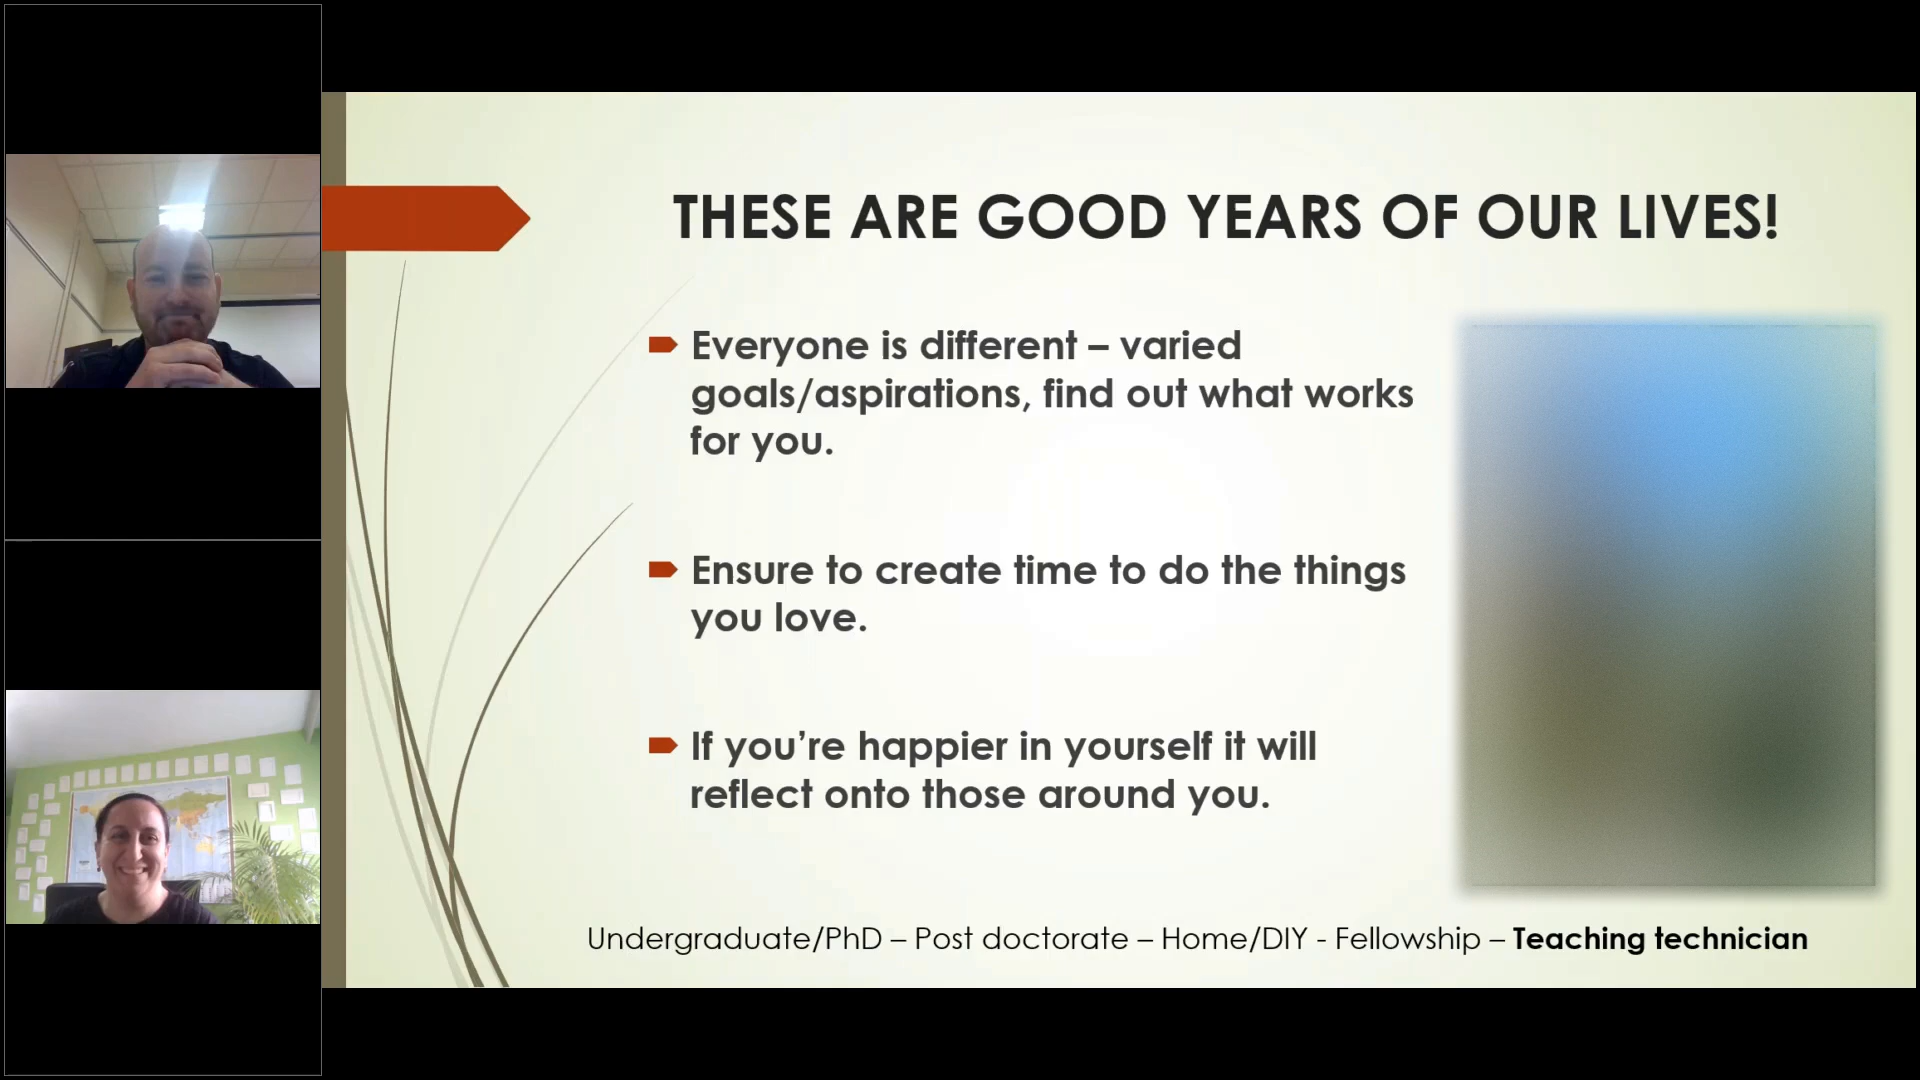 THESE ARE GOOD YEARS OF OUR LIVES!
Everyone is different – varied
goals/aspirations, find out what works
for you.
Ensure to create time to do the things
you love.
If you’re happier in yourself it will
reflect onto those around you.
Undergraduate/PhD – Post doctorate – Home/DIY - Fellowship – Teaching technician